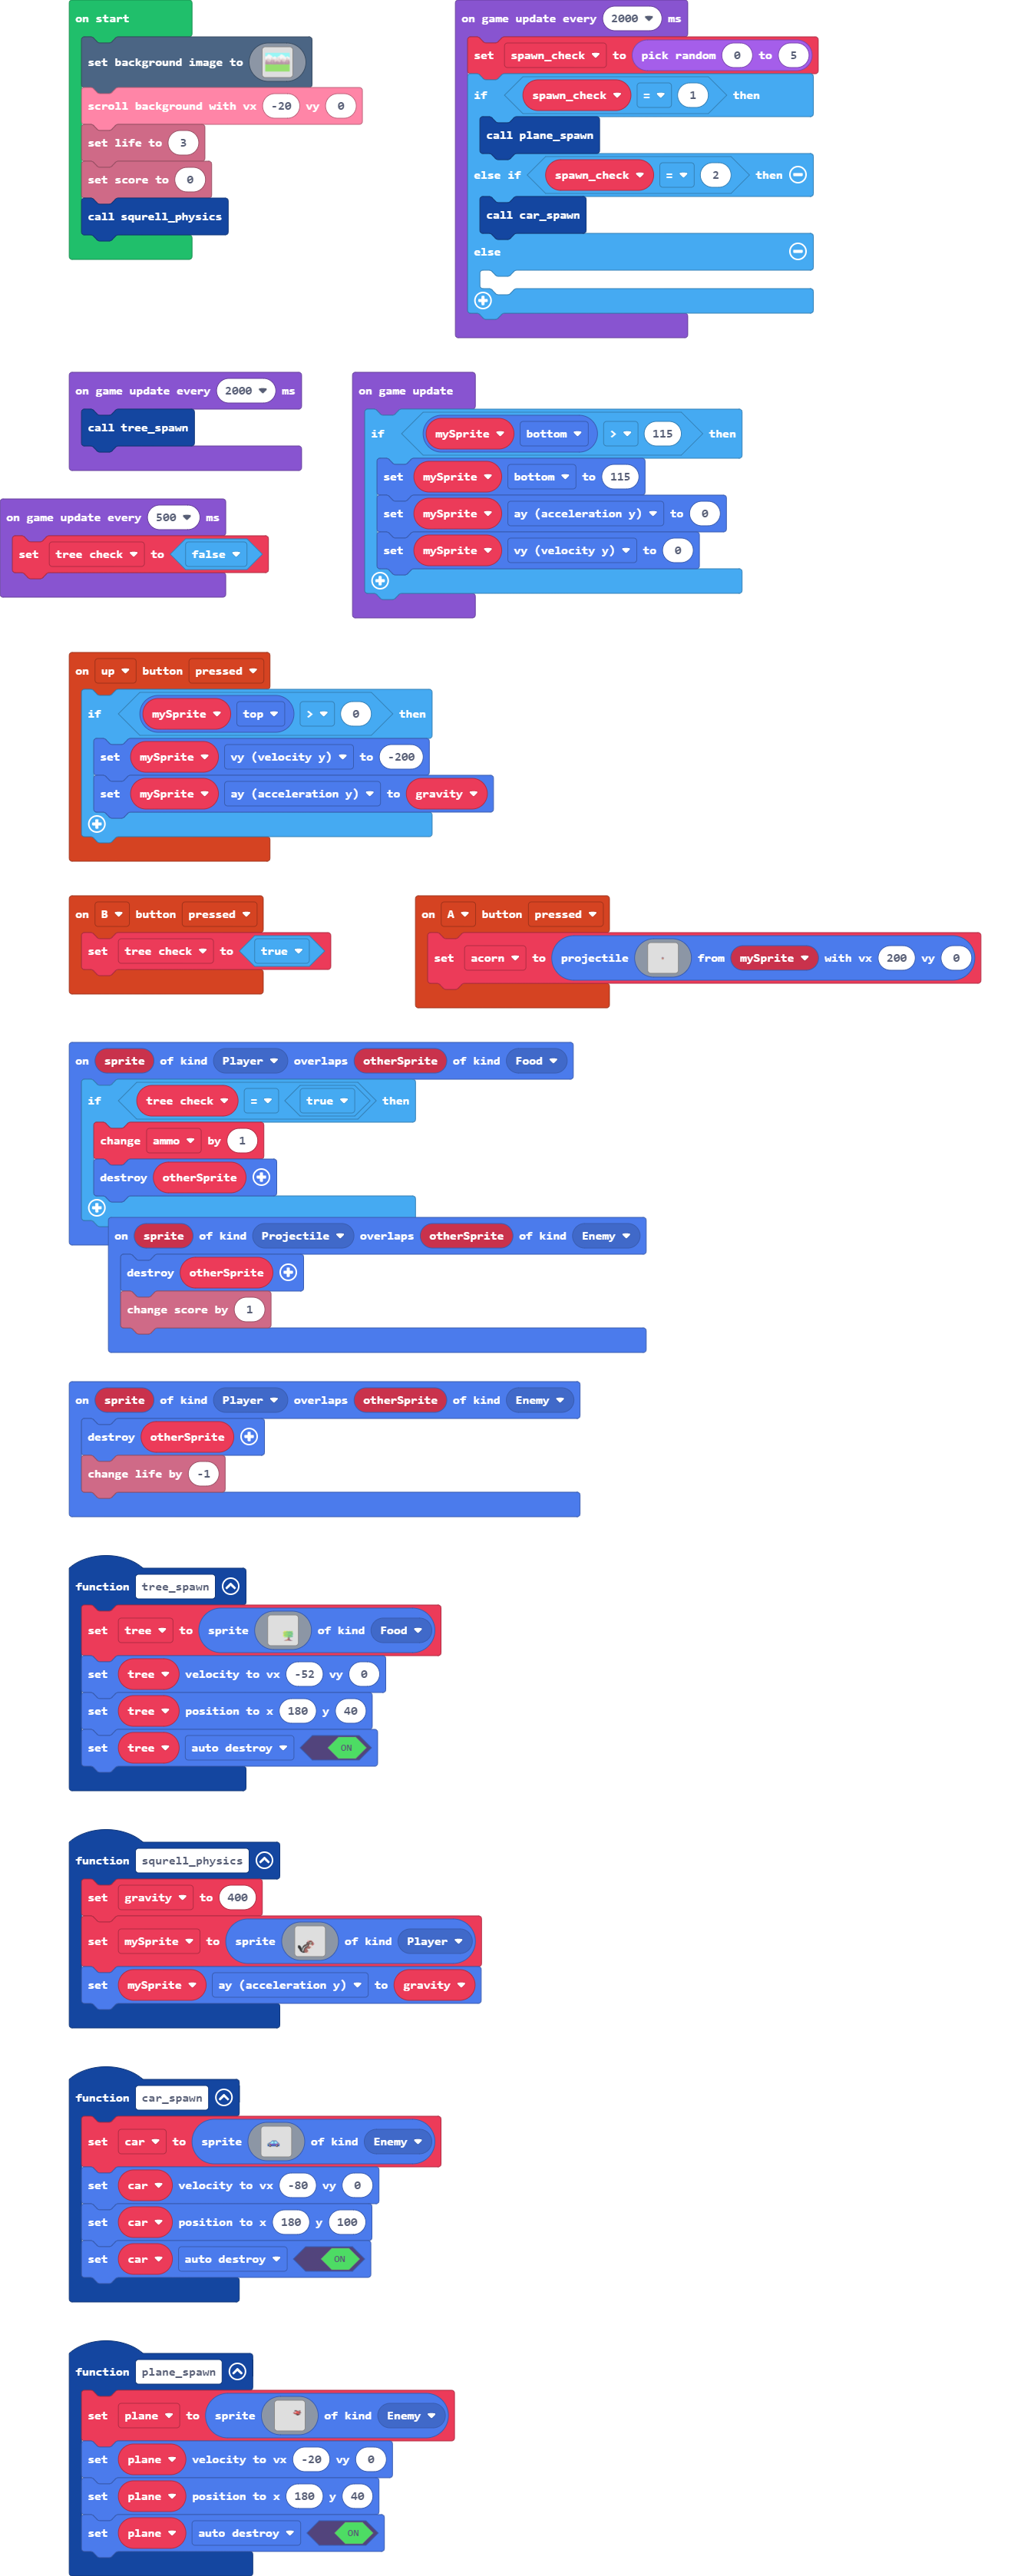 on start
set background image to
scroll background with vx -20 vy 0
set life to 3
set score to 0
call squrell_physics
on game update every 2000 ms
set spawn_check to pick random 0 to 5
if spawn_check = 1 then
call plane_spawn
else if spawn_check = 2 then
call car_spawn
else
on game update every 2000 ms
call tree_spawn
on game update every 500 ms
set tree check to false
on game update
if mySprite bottom > 115 then
set mySprite bottom to 115
set mySprite ay (acceleration y) to 0
set mySprite vy (velocity y) to 0
on up button pressed
if mySprite top > 0 then
set mySprite vy (velocity y) to -200
set mySprite ay (acceleration y) to gravity
on B button pressed
set tree check to true
on A button pressed
set acorn to projectile from mySprite with vx 200 vy 0
on sprite of kind Player overlaps otherSprite of kind Food
if tree check = true then
change ammo by 1
destroy otherSprite
on sprite of kind Projectile overlaps otherSprite of kind Enemy
destroy otherSprite
change score by 1
on sprite of kind Player overlaps otherSprite of kind Enemy
destroy otherSprite
change life by -1
function tree_spawn
set tree to sprite of kind Food
set tree velocity to vx -52 vy 0
set tree position to x 180 y 40
set tree auto destroy ON
function squrell_physics
set gravity to 400
set mySprite to sprite of kind Player
set mySprite ay (acceleration y) to gravity
function car_spawn
set car to sprite of kind Enemy
set car velocity to vx -80 vy 0
set car position to x 180 y 100
set car auto destroy ON
function plane_spawn
set plane to sprite of kind Enemy
set plane velocity to vx -20 vy 0
set plane position to x 180 y 40
set plane auto destroy ON